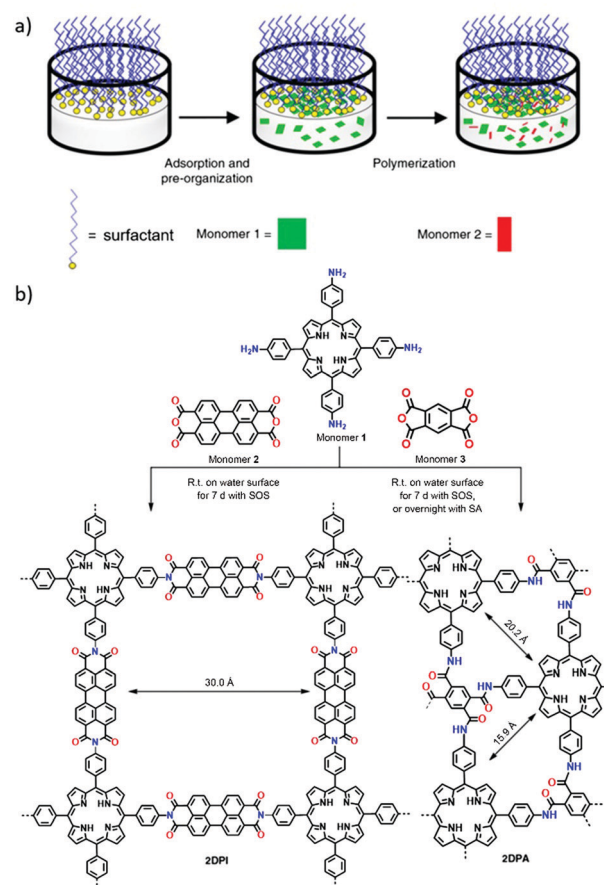 a)
Adsorption and
pre-organization
Polymerization
= surfactant
Monomer 1 =
Monomer 2 =
b)
NH2
H2N
N HN
NH N
NH2
NH2
Monomer 1
O O O
O O O
Monomer 2
O O O
O O O
Monomer 3
R.t. on water surface
for 7 d with SOS
R.t. on water surface
for 7 d with SOS,
or overnight with SA
30.0 Å
20.2 Å
15.9 Å
2DPI
2DPA